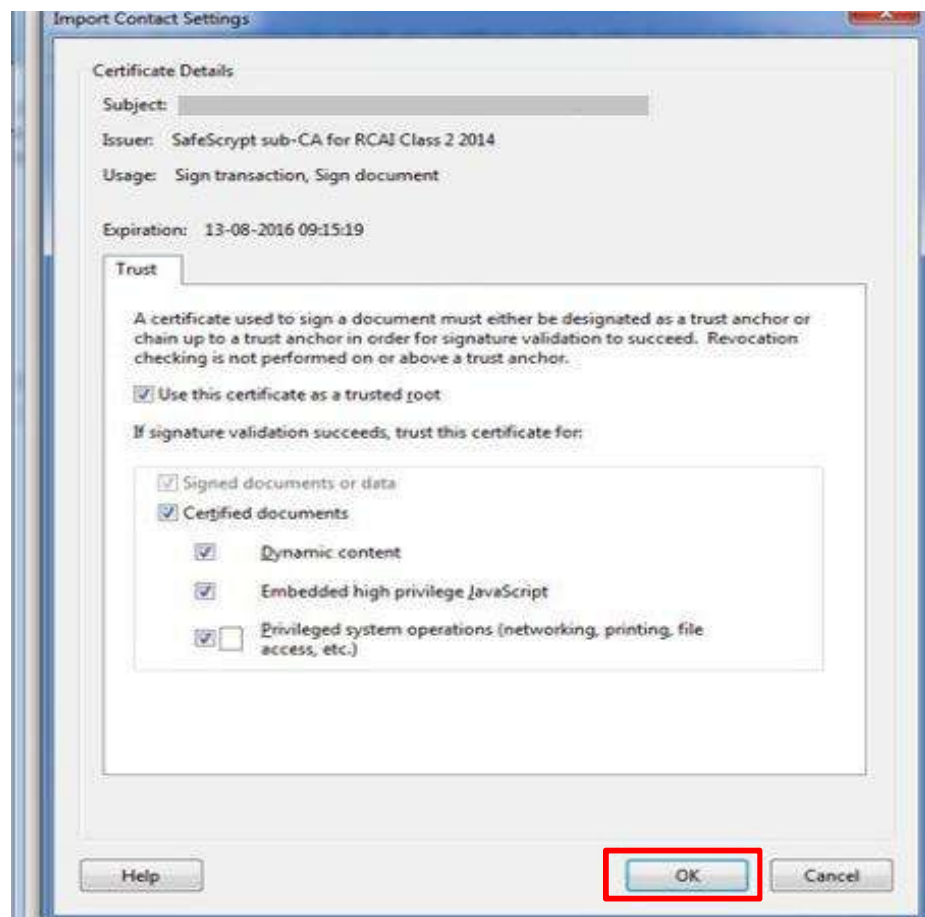 Import Contact Settings
Certificate Details
Subject:
Issuer: SafeScrypt sub-CA for RCAI Class 2 2014
Usage: Sign transaction, Sign document
Expiration: 13-08-2016 09:15:19
Trust
A certificate used to sign a document must either be designated as a trust anchor or
chain up to a trust anchor in order for signature validation to succeed. Revocation
checking is not performed on or above a trust anchor.
Use this certificate as a trusted root
If signature validation succeeds, trust this certificate for:
Signed documents or data
Certified documents
Dynamic content
Embedded high privilege JavaScript
Privileged system operations (networking, printing, file
access, etc.)
Help OK Cancel